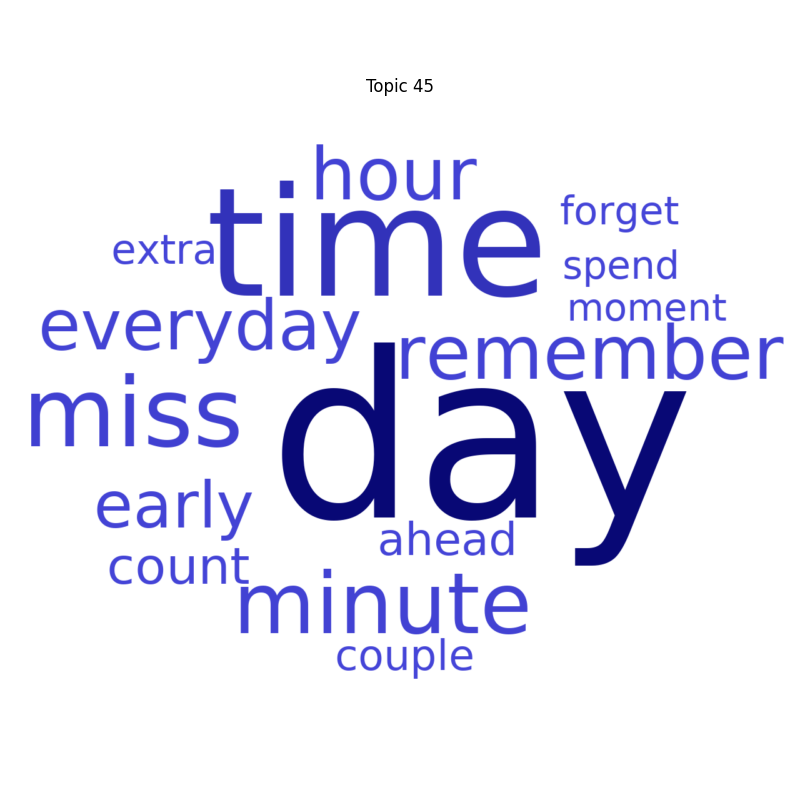 Topic 45
hour
time
forget
extra
spend
moment
everyday
remember
miss
day
early
ahead
count
minute
couple